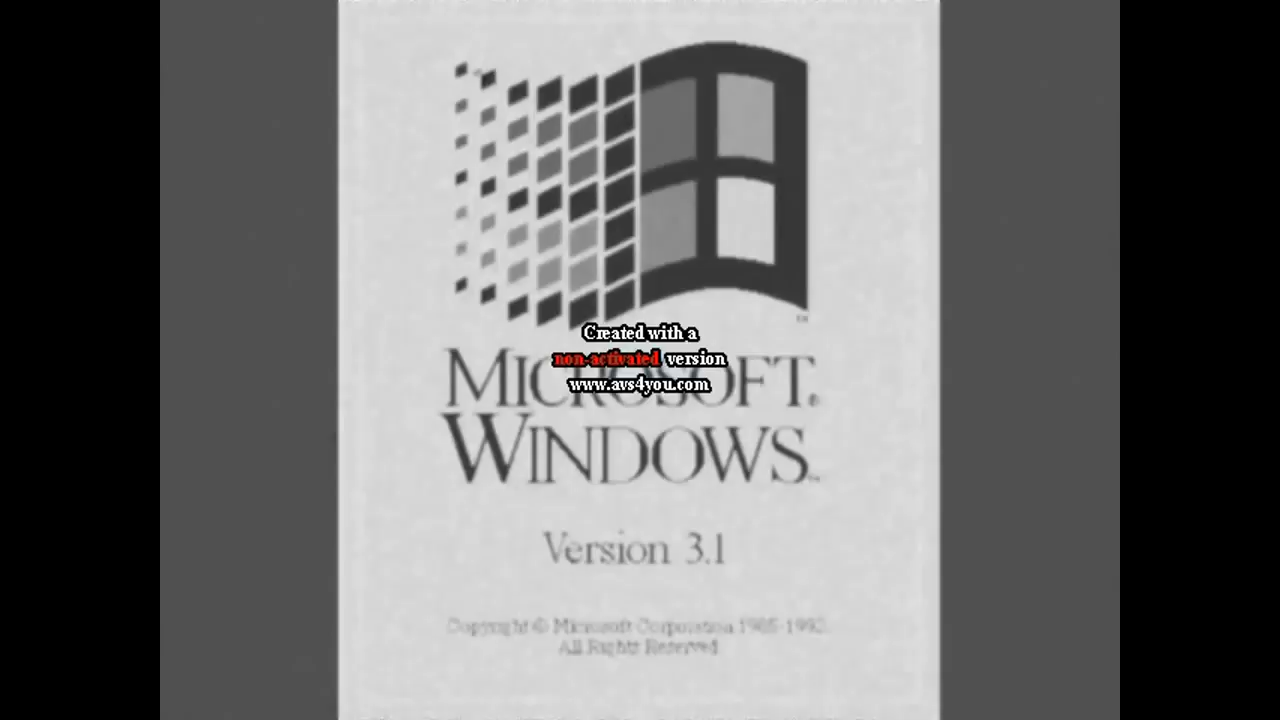 Created with a
non-activated version
www.avs4you.com
MICROSOFT®
WINDOWS™
Version 3.1
Copyright © Microsoft Corporation 1985-1992.
All Rights Reserved